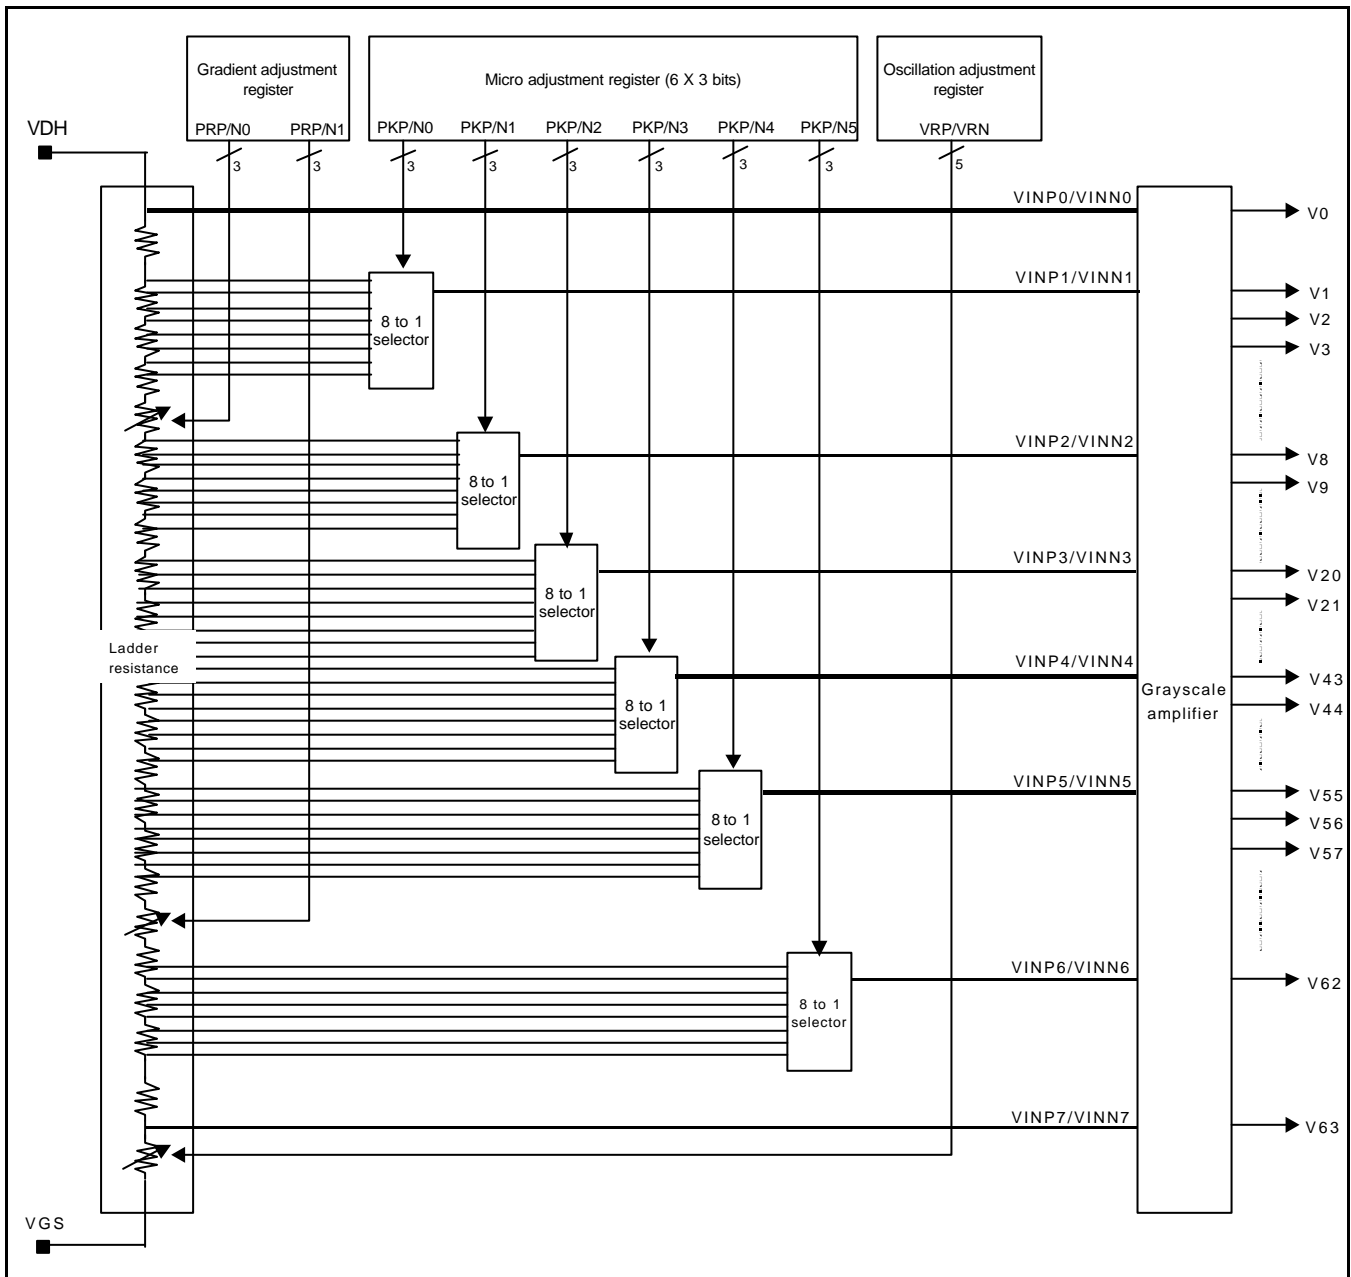 Gradient adjustment
register
PRP/N0
PRP/N1
Micro adjustment register (6 X 3 bits)
PKP/N0
PKP/N1
PKP/N2
PKP/N3
PKP/N4
PKP/N5
Oscillation adjustment
register
VRP/VRN
VDH
3
3
3
3
3
3
3
3
5
VINP0/VINN0
V0
8 to 1
selector
VINP1/VINN1
V1
V2
V3
8 to 1
selector
VINP2/VINN2
V8
V9
8 to 1
selector
VINP3/VINN3
V20
V21
Ladder
resistance
8 to 1
selector
VINP4/VINN4
Grayscale
amplifier
V43
V44
8 to 1
selector
VINP5/VINN5
V55
V56
V57
8 to 1
selector
VINP6/VINN6
V62
VINP7/VINN7
V63
VGS